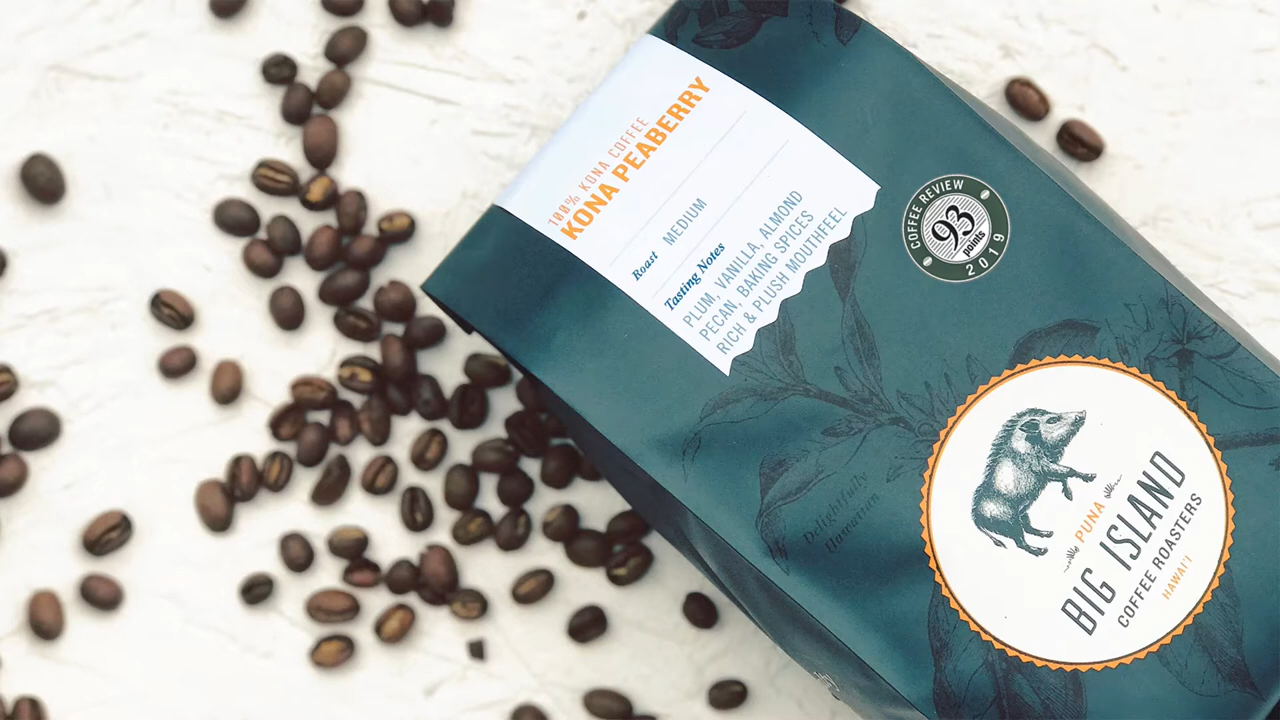 100% KONA COFFEE
KONA PEABERRY
Roast MEDIUM
Tasting Notes
PLUM, VANILLA, ALMOND
PECAN, BAKING SPICES
RICH & PLUSH MOUTHFEEL
COFFEE REVIEW
93
points
2019
Delightfully
Hawaiian
PUNA
BIG ISLAND
COFFEE ROASTERS
HAWAI'I